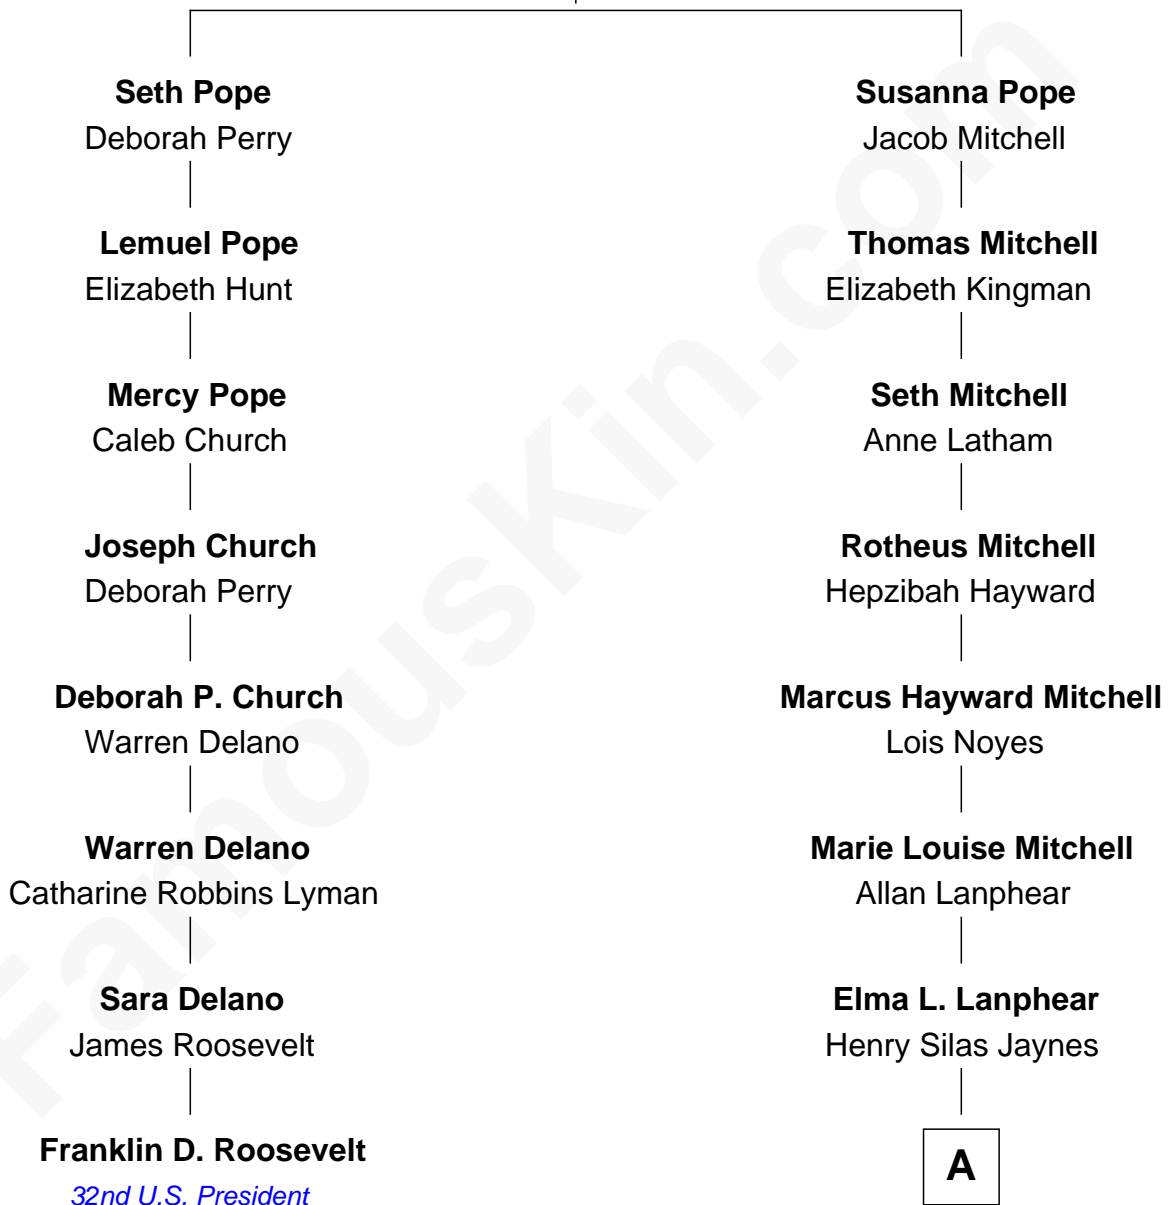 Seth Pope
Deborah Perry
Lemuel Pope
Elizabeth Hunt
Mercy Pope
Caleb Church
Joseph Church
Deborah Perry
Deborah P. Church
Warren Delano
Warren Delano
Catharine Robbins Lyman
Sara Delano
James Roosevelt
Franklin D. Roosevelt
32nd U.S. President
Susanna Pope
Jacob Mitchell
Thomas Mitchell
Elizabeth Kingman
Seth Mitchell
Anne Latham
Rotheus Mitchell
Hepzibah Hayward
Marcus Hayward Mitchell
Lois Noyes
Marie Louise Mitchell
Allan Lanphear
Elma L. Lanphear
Henry Silas Jaynes
A
FamousKin.com